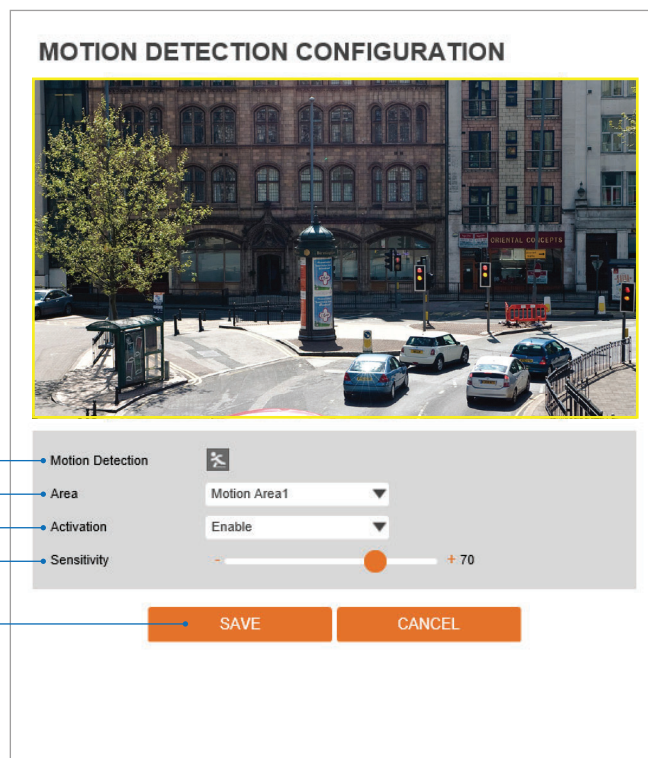 MOTION DETECTION CONFIGURATION
ORIENTAL CONCEPTS
Motion Detection
Area Motion Area1
Activation Enable
Sensitivity - + 70
SAVE CANCEL